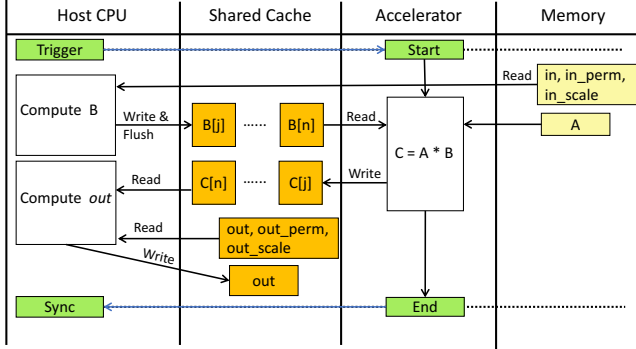 Host CPU
Shared Cache
Accelerator
Memory
Trigger
Start
Read
in, in_perm,
in_scale
Compute B
Write &
Flush
B[j]
......
B[n]
Read
C = A * B
A
Compute out
Read
C[n]
......
C[j]
Write
Read
out, out_perm,
out_scale
Write
out
Sync
End